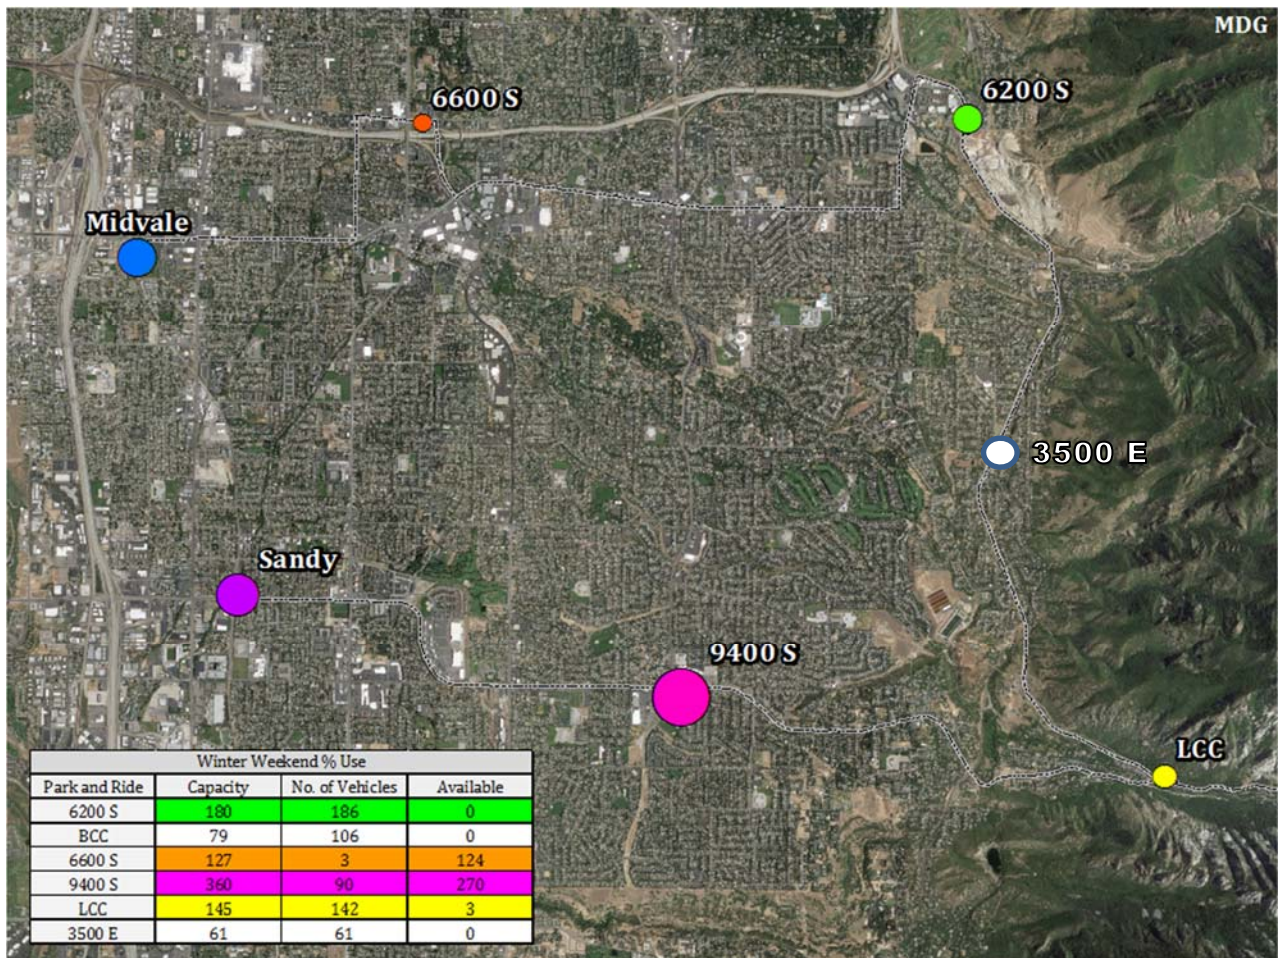 MDG
6600 S
6200 S
Midvale
3500 E
Sandy
9400 S
LCC
Winter Weekend % Use
Park and Ride Capacity No. of Vehicles Available
6200 S 180 186 0
BCC 79 106 0
6600 S 127 3 124
9400 S 360 90 270
LCC 145 142 3
3500 E 61 61 0